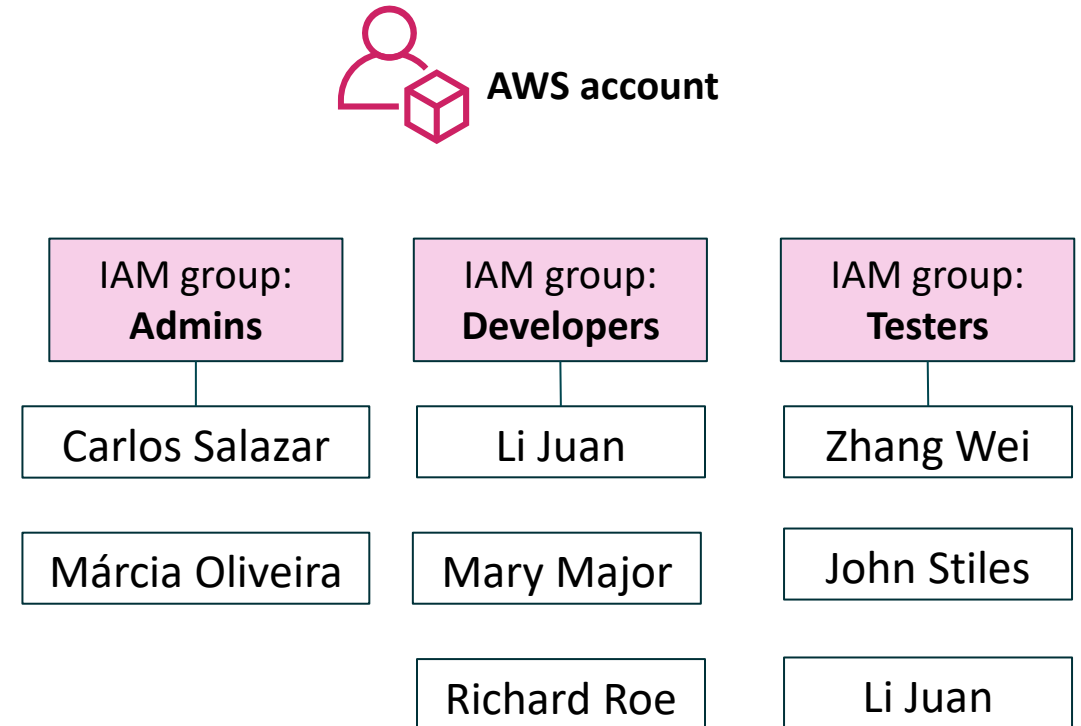 AWS account
IAM group:
Admins
Carlos Salazar
Márcia Oliveira
IAM group:
Developers
Li Juan
Mary Major
Richard Roe
IAM group:
Testers
Zhang Wei
John Stiles
Li Juan